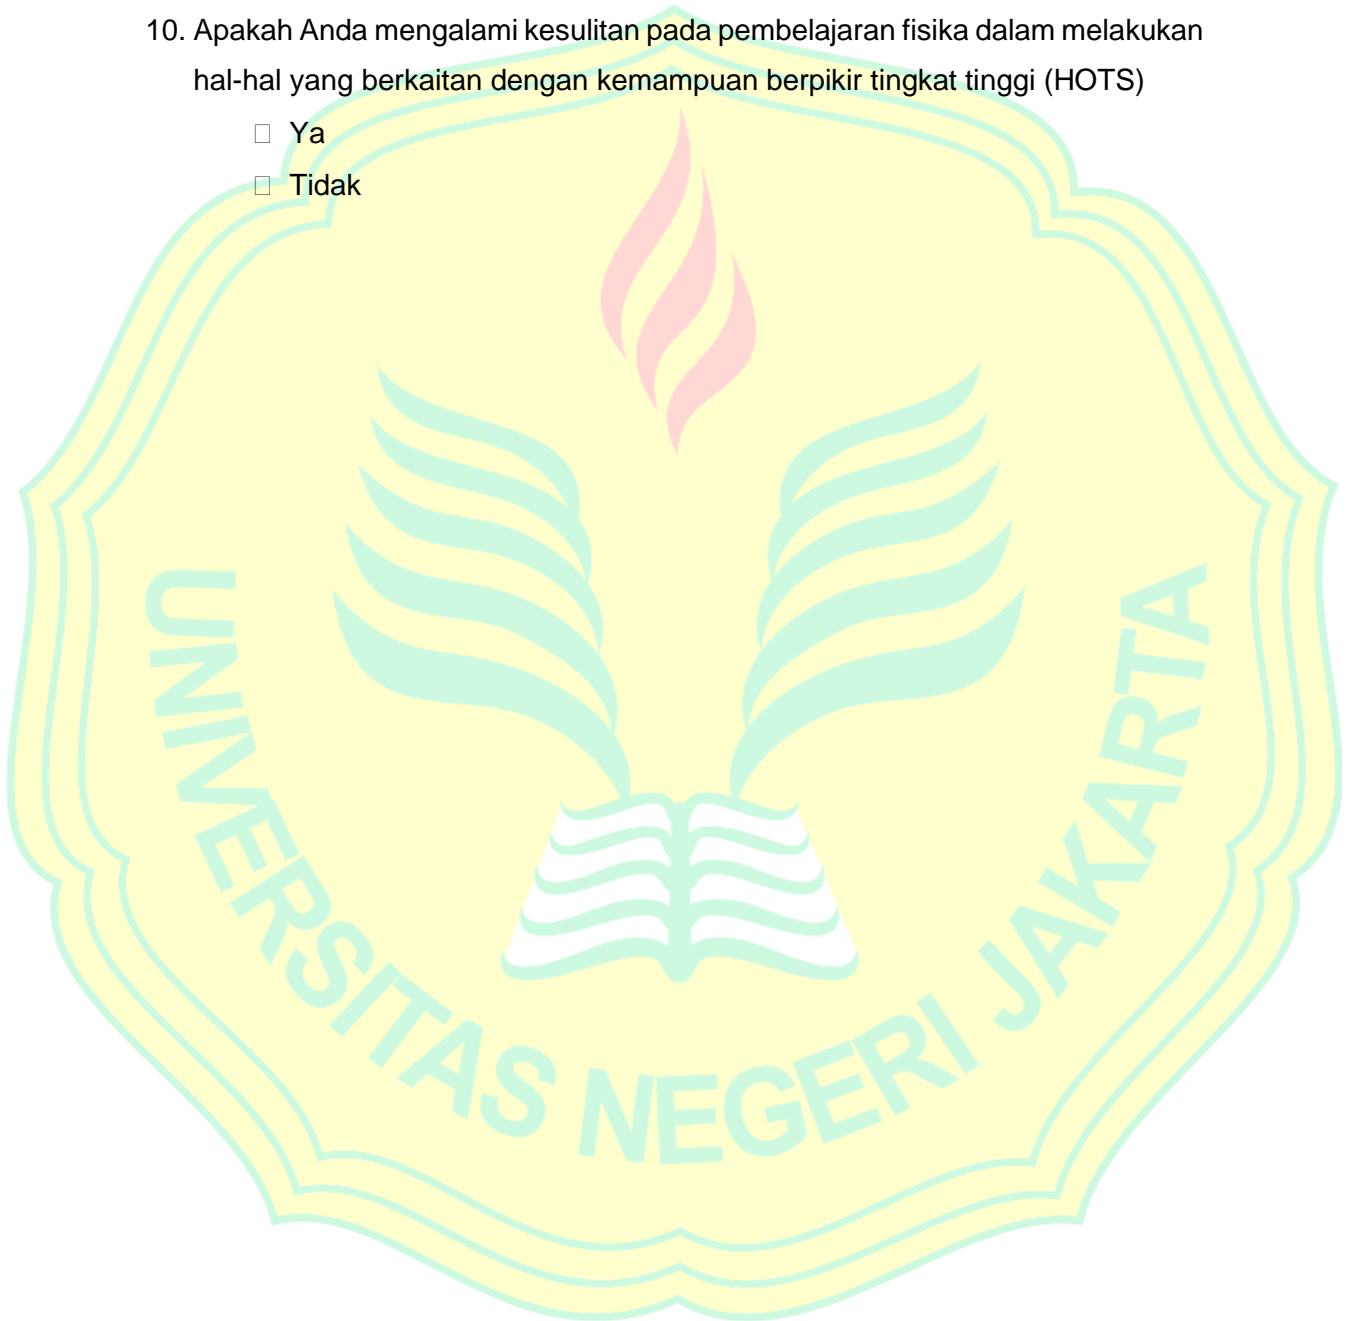 10. Apakah Anda mengalami kesulitan pada pembelajaran fisika dalam melakukan
hal-hal yang berkaitan dengan kemampuan berpikir tingkat tinggi (HOTS)
□ Ya
□ Tidak
UNIVERSITAS NEGERI JAKARTA